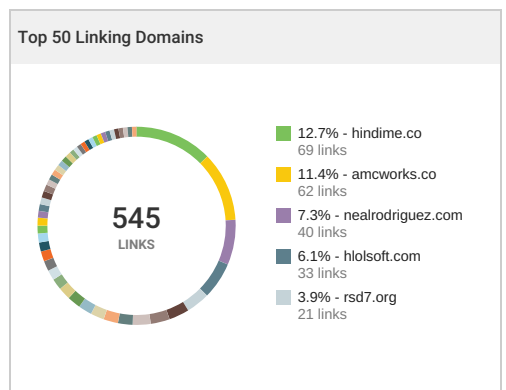 Top 50 Linking Domains
545
LINKS
12.7% - hindime.co
69 links
11.4% - amcworks.co
62 links
7.3% - nealrodriguez.com
40 links
6.1% - hlolsoft.com
33 links
3.9% - rsd7.org
21 links